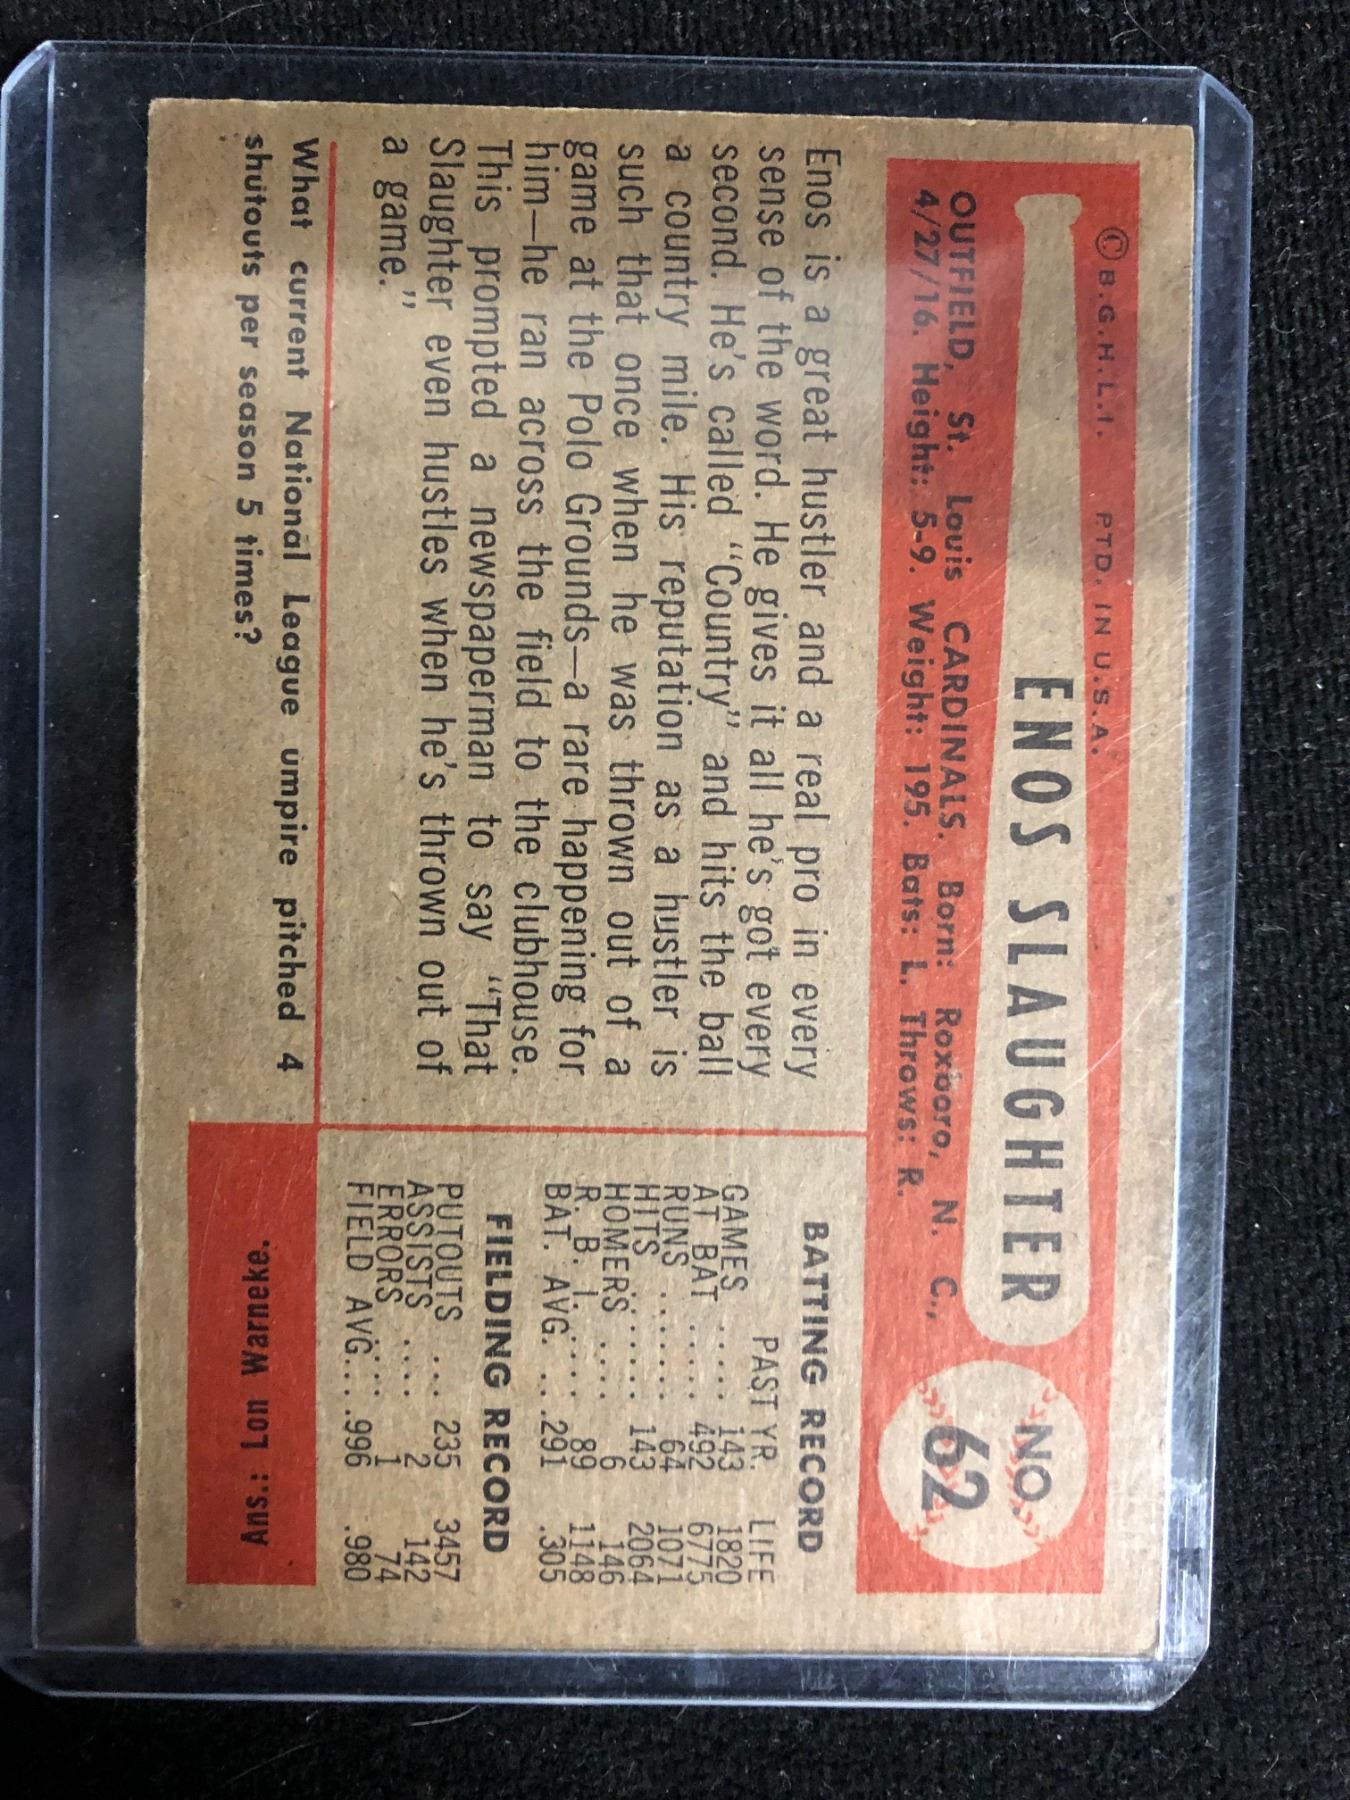 © B.G.H.L.I. PTD. IN U.S.A.
ENOS SLAUGHTER
NO.
62
OUTFIELD, St. Louis CARDINALS. Born: Roxboro, N. C.,
4/27/16. Height: 5-9. Weight: 195. Bats: L. Throws: R.
Enos is a great hustler and a real pro in every
sense of the word. He gives it all he's got every
second. He's called "Country" and hits the ball
a country mile. His reputation as a hustler is
such that once when he was thrown out of a
game at the Polo Grounds—a rare happening for
him—he ran across the field to the clubhouse.
This prompted a newspaperman to say "That
Slaughter even hustles when he's thrown out of
a game."
BATTING RECORD
PAST YR. LIFE
GAMES ..... 143 1820
AT BAT ..... 492 6775
RUNS ....... 64 1071
HITS ....... 143 2064
HOMERS .... 6 146
R. B. I. .... 89 1148
BAT. AVG. .. .291 .305
FIELDING RECORD
PUTOUTS ... 235 3457
ASSISTS .... 2 142
ERRORS .... 1 74
FIELD AVG... .996 .980
What current National League umpire pitched 4
shutouts per season 5 times?
Ans.: Lon Warneke.